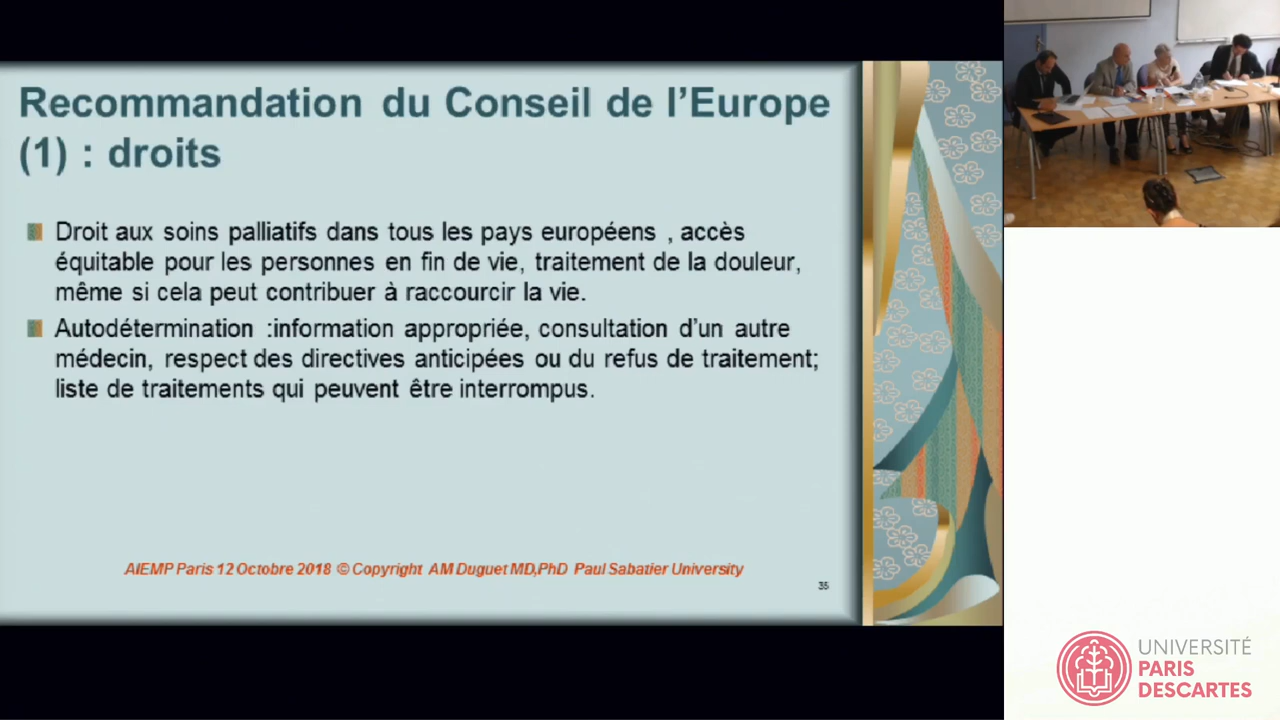 Recommandation du Conseil de l’Europe
(1) : droits
Droit aux soins palliatifs dans tous les pays européens , accès
équitable pour les personnes en fin de vie, traitement de la douleur,
même si cela peut contribuer à raccourcir la vie.
Autodétermination :information appropriée, consultation d’un autre
médecin, respect des directives anticipées ou du refus de traitement;
liste de traitements qui peuvent être interrompus.
AIEMP Paris 12 Octobre 2018 © Copyright AM Duguet MD,PhD Paul Sabatier University
35
UNIVERSITÉ
PARIS
DESCARTES